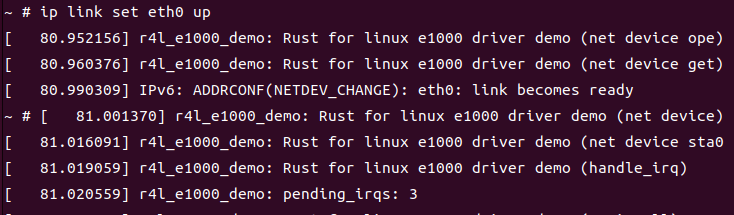 ~ # ip link set eth0 up
[   80.952156] r4l_e1000_demo: Rust for linux e1000 driver demo (net device ope)
[   80.960376] r4l_e1000_demo: Rust for linux e1000 driver demo (net device get)
[   80.990309] IPv6: ADDRCONF(NETDEV_CHANGE): eth0: link becomes ready
~ # [   81.001370] r4l_e1000_demo: Rust for linux e1000 driver demo (net device)
[   81.016091] r4l_e1000_demo: Rust for linux e1000 driver demo (net device sta0
[   81.019059] r4l_e1000_demo: Rust for linux e1000 driver demo (handle_irq)
[   81.020559] r4l_e1000_demo: pending_irqs: 3